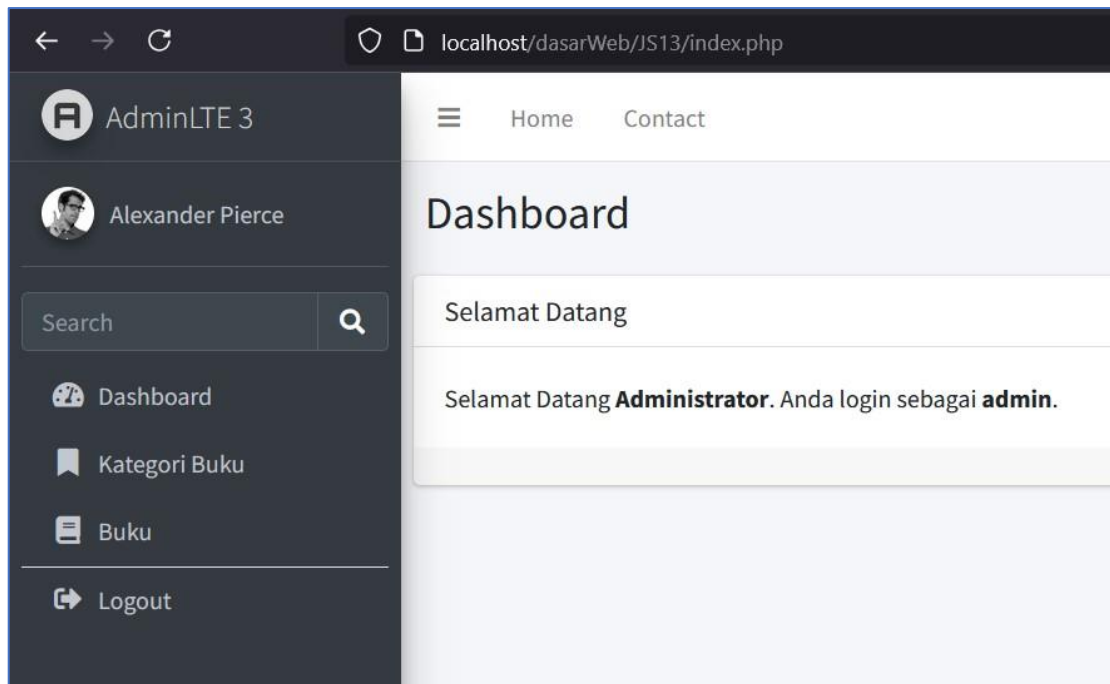 localhost/dasarWeb/JS13/index.php
AdminLTE 3
Home Contact
Alexander Pierce
Dashboard
Search
Selamat Datang
Dashboard
Selamat Datang Administrator. Anda login sebagai admin.
Kategori Buku
Buku
Logout